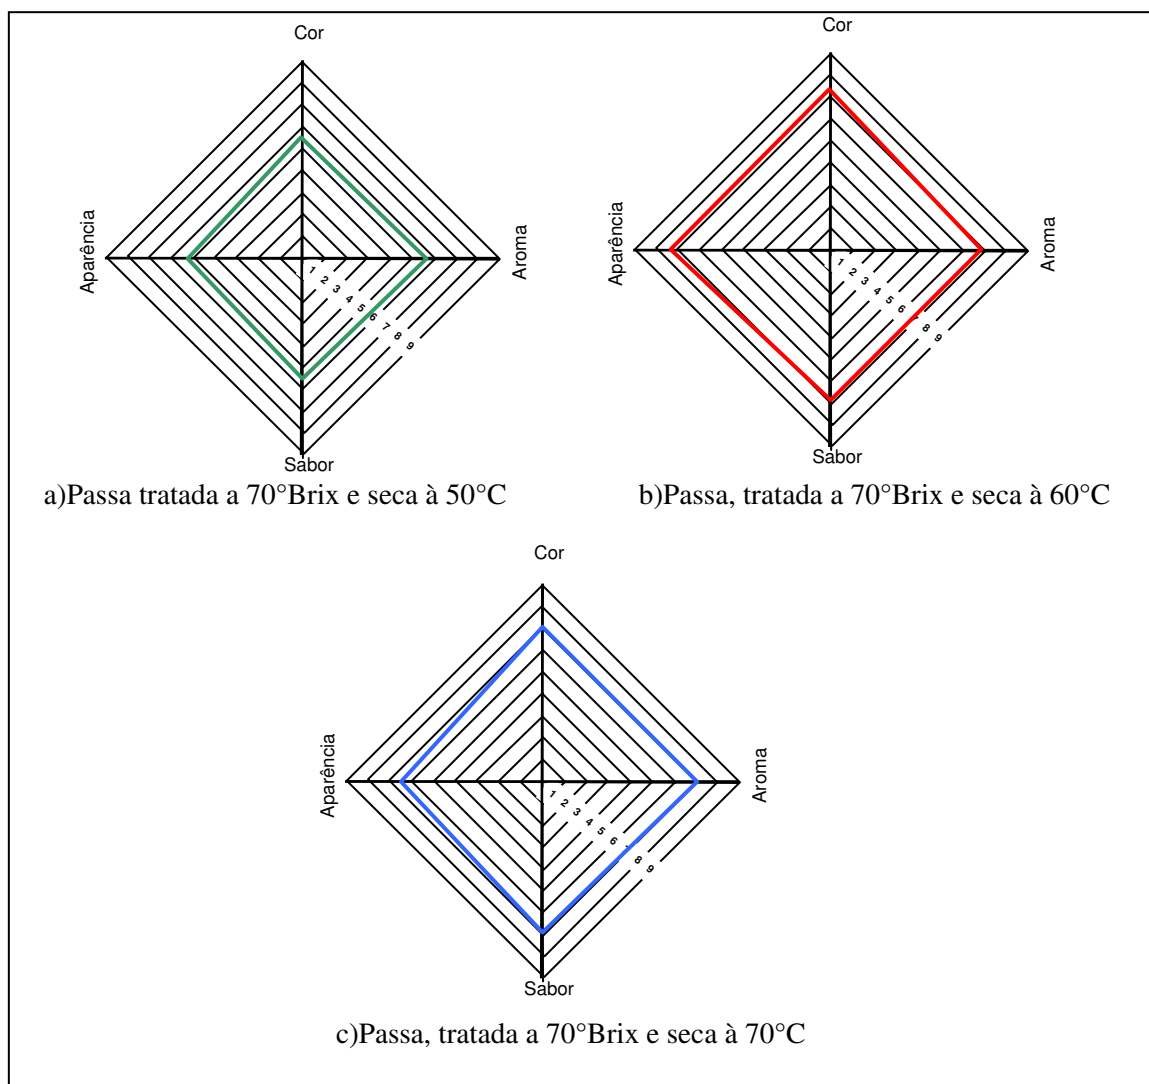 Cor
Aparência
Aroma
1 2 3 4 5 6 7 8 9
Sabor
a)Passa tratada a 70°Brix e seca à 50°C
Cor
Aparência
Aroma
1 2 3 4 5 6 8 9
Sabor
b)Passa, tratada a 70°Brix e seca à 60°C
Cor
Aparência
Aroma
1 2 3 4 5 6 8 9
Sabor
c)Passa, tratada a 70°Brix e seca à 70°C